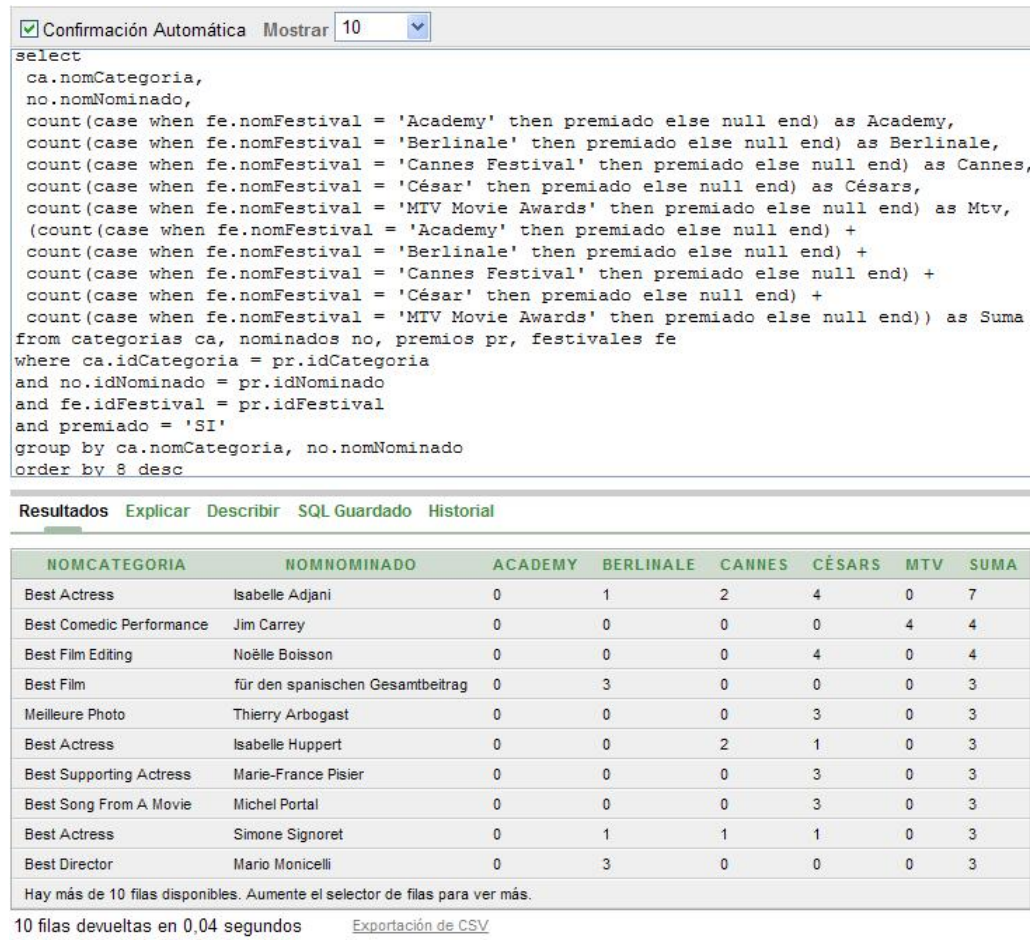 Confirmación Automática Mostrar 10
select
ca.nomCategoria,
no.nomNominado,
count(case when fe.nomFestival = 'Academy' then premiado else null end) as Academy,
count(case when fe.nomFestival = 'Berlinale' then premiado else null end) as Berlinale,
count(case when fe.nomFestival = 'Cannes Festival' then premiado else null end) as Cannes,
count(case when fe.nomFestival = 'César' then premiado else null end) as Césars,
count(case when fe.nomFestival = 'MTV Movie Awards' then premiado else null end) as Mtv,
(count(case when fe.nomFestival = 'Academy' then premiado else null end) +
count(case when fe.nomFestival = 'Berlinale' then premiado else null end) +
count(case when fe.nomFestival = 'Cannes Festival' then premiado else null end) +
count(case when fe.nomFestival = 'César' then premiado else null end) +
count(case when fe.nomFestival = 'MTV Movie Awards' then premiado else null end)) as Suma
from categorias ca, nominados no, premios pr, festivales fe
where ca.idCategoria = pr.idCategoria
and no.idNominado = pr.idNominado
and fe.idFestival = pr.idFestival
and premiado = 'SI'
group by ca.nomCategoria, no.nomNominado
order by 8 desc
Resultados Explicar Describir SQL Guardado Historial
NOMCATEGORIA NOMNOMINADO ACADEMY BERLINALE CANNES CÉSARS MTV SUMA
Best Actress Isabelle Adjani 0 1 2 4 0 7
Best Comedic Performance Jim Carrey 0 0 0 0 4 4
Best Film Editing Noëlle Boisson 0 0 0 4 0 4
Best Film für den spanischen Gesamtbeitrag 0 3 0 0 0 3
Meilleure Photo Thierry Arbogast 0 0 0 3 0 3
Best Actress Isabelle Huppert 0 0 2 1 0 3
Best Supporting Actress Marie-France Pisier 0 0 0 3 0 3
Best Song From A Movie Michel Portal 0 0 0 3 0 3
Best Actress Simone Signoret 0 1 1 1 0 3
Best Director Mario Monicelli 0 3 0 0 0 3
Hay más de 10 filas disponibles. Aumente el selector de filas para ver más.
10 filas devueltas en 0,04 segundos Exportación de CSV